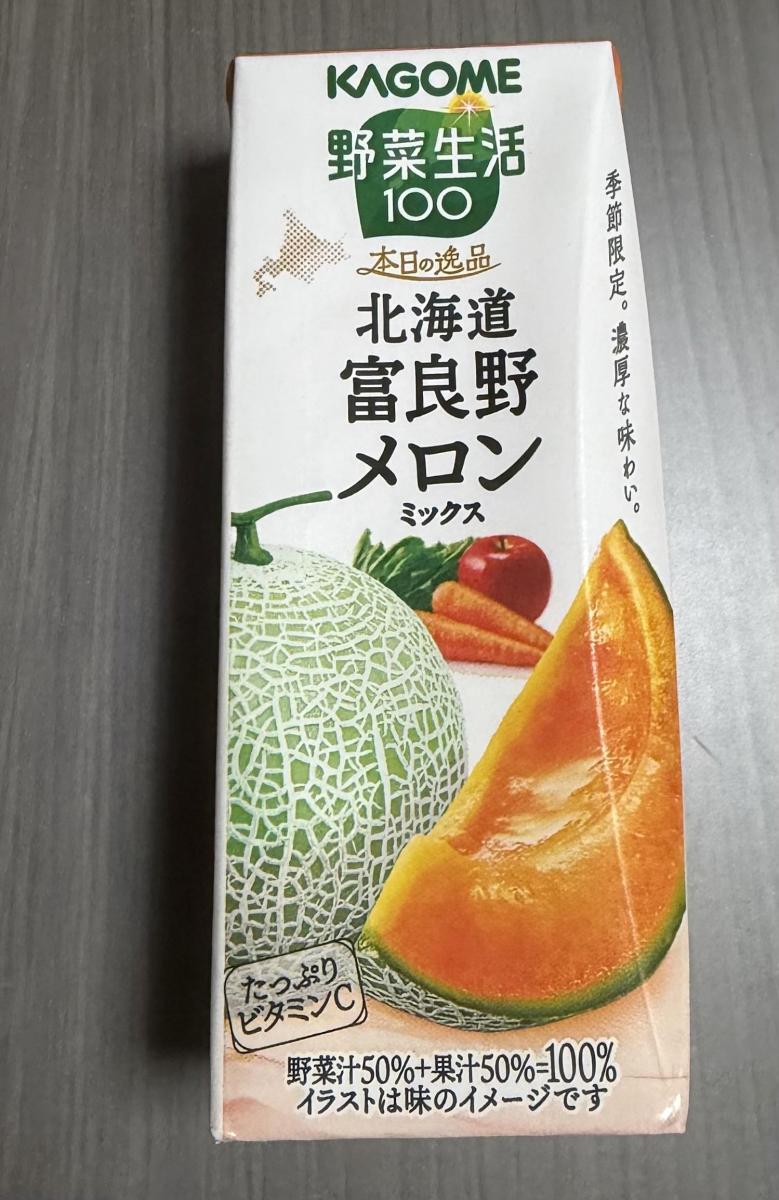 KAGOME
野菜生活
100
本日の逸品
北海道
富良野
メロン
ミックス
季節限定。濃厚な味わい。
たっぷり
ビタミンC
野菜汁50%+果汁50%=100%
イラストは味のイメージです